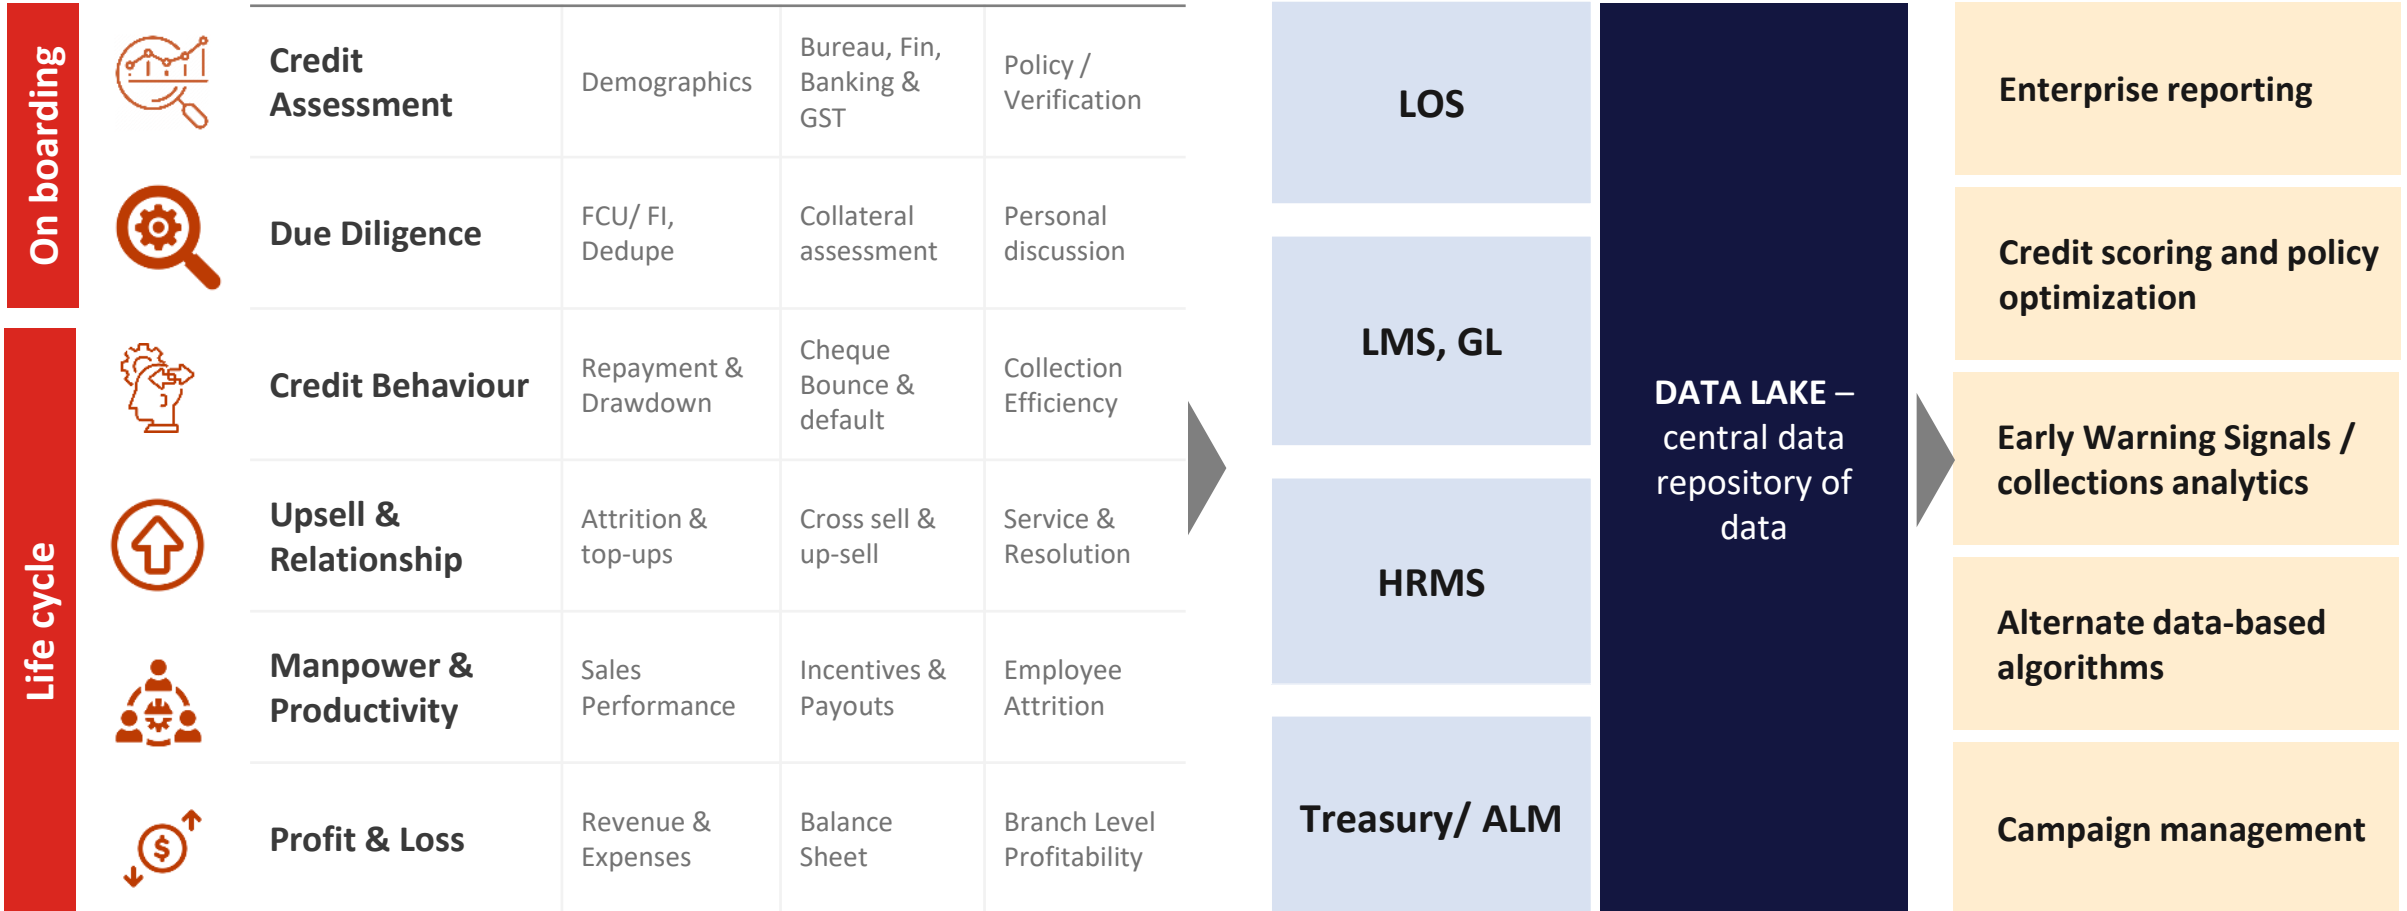 On boarding
Credit
Assessment
Demographics
Bureau, Fin,
Banking &
GST
Policy /
Verification
Due Diligence
FCU/ FI,
Dedupe
Collateral
assessment
Personal
discussion
Life cycle
Credit Behaviour
Repayment &
Drawdown
Cheque
Bounce &
default
Collection
Efficiency
Upsell &
Relationship
Attrition &
top-ups
Cross sell &
up-sell
Service &
Resolution
Manpower &
Productivity
Sales
Performance
Incentives &
Payouts
Employee
Attrition
$
Profit & Loss
Revenue &
Expenses
Balance
Sheet
Branch Level
Profitability
LOS
LMS, GL
HRMS
Treasury/ ALM
DATA LAKE –
central data
repository of
data
Enterprise reporting
Credit scoring and policy
optimization
Early Warning Signals /
collections analytics
Alternate data-based
algorithms
Campaign management